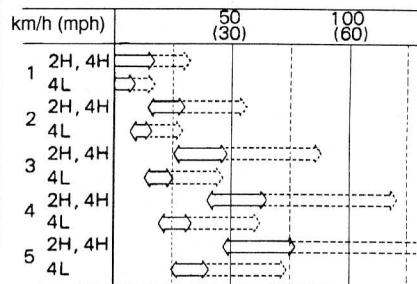 km/h (mph) 50 100
(30) (60)
1 2H, 4H
4L
2 2H, 4H
4L
3 2H, 4H
4L
4 2H, 4H
4L
5 2H, 4H
4L